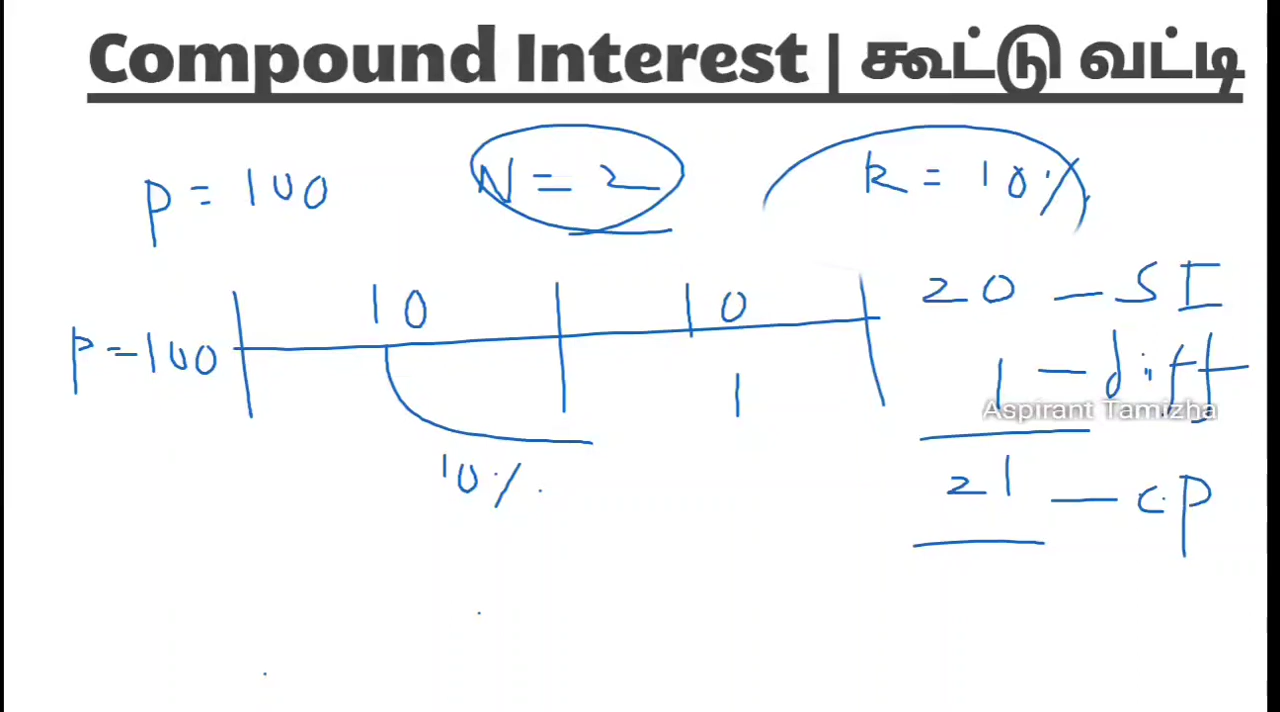 Compound Interest | கூட்டு வட்டி
P = 100 N = 2 R = 10%
10 10 20 – SI
P = 100 1 1 – diff
Aspirant Tamizha
10% 21 – CP